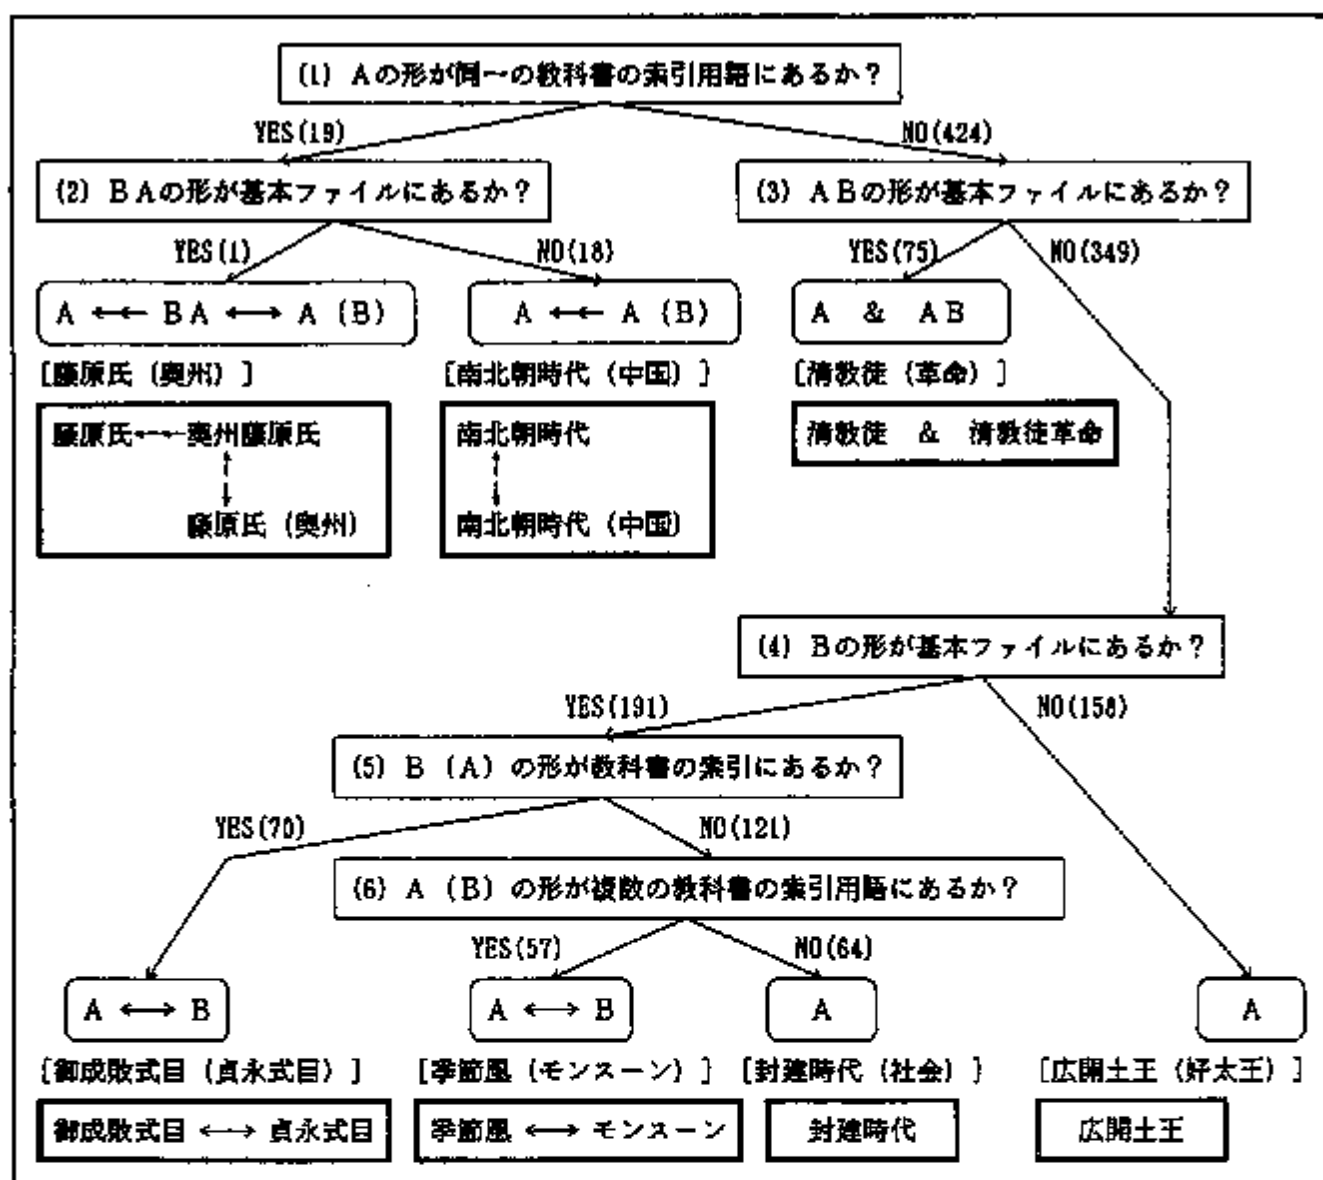 (1) Aの形が同一の教科書の索引用語にあるか？
YES(19)
NO(424)
(2) BAの形が基本ファイルにあるか？
(3) ABの形が基本ファイルにあるか？
YES(1)
NO(18)
YES(75)
NO(349)
A ←← BA ←→ A (B)
A ←← A (B)
A & AB
[藤原氏（奥州）]
[南北朝時代（中国）]
[清教徒（革命）]
藤原氏←←奥州藤原氏
藤原氏（奥州）
南北朝時代
南北朝時代（中国）
清教徒 & 清教徒革命
(4) Bの形が基本ファイルにあるか？
YES(191)
NO(158)
(5) B（A）の形が教科書の索引にあるか？
YES(70)
NO(121)
(6) A（B）の形が複数の教科書の索引用語にあるか？
YES(57)
NO(64)
A ←→ B
A ←→ B
A
A
[御成敗式目（貞永式目）]
[季節風（モンスーン）]
[封建時代（社会）]
[広開土王（好太王）]
御成敗式目 ←→ 貞永式目
季節風 ←→ モンスーン
封建時代
広開土王